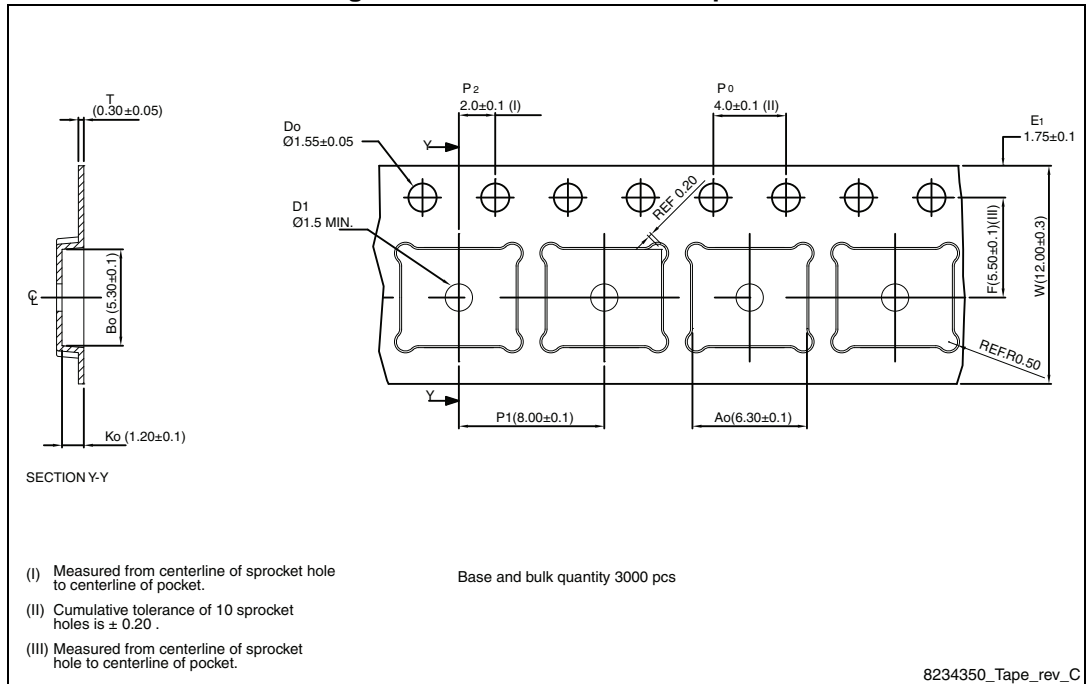 T
(0.30±0.05)
P2
2.0±0.1 (I)
P0
4.0±0.1 (II)
E1
1.75±0.1
Do
Ø1.55±0.05
Y
REF 0.20
D1
Ø1.5 MIN.
F(5.50±0.1)(III)
W(12.00±0.3)
℄
Bo (5.30±0.1)
REF.R0.50
Y
P1(8.00±0.1)
Ao(6.30±0.1)
Ko (1.20±0.1)
SECTION Y-Y
(I) Measured from centerline of sprocket hole
to centerline of pocket.
Base and bulk quantity 3000 pcs
(II) Cumulative tolerance of 10 sprocket
holes is ± 0.20 .
(III) Measured from centerline of sprocket
hole to centerline of pocket.
8234350_Tape_rev_C